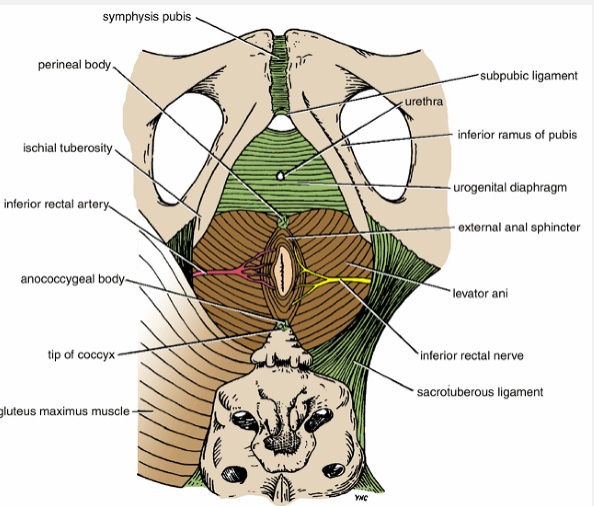 symphysis pubis
perineal body
subpubic ligament
urethra
inferior ramus of pubis
ischial tuberosity
urogenital diaphragm
inferior rectal artery
external anal sphincter
anococcygeal body
levator ani
tip of coccyx
inferior rectal nerve
sacrotuberous ligament
gluteus maximus muscle
YHC